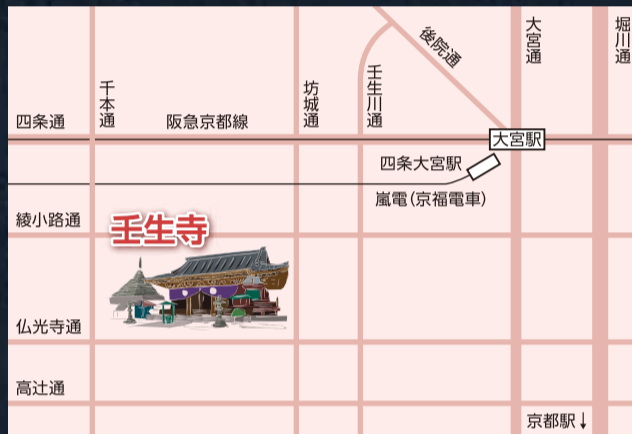 後院通
大宮通
堀川通
千本通
坊城通
壬生川通
四条通
阪急京都線
大宮駅
四条大宮駅
嵐電(京福電車)
綾小路通
壬生寺
仏光寺通
高辻通
京都駅↓